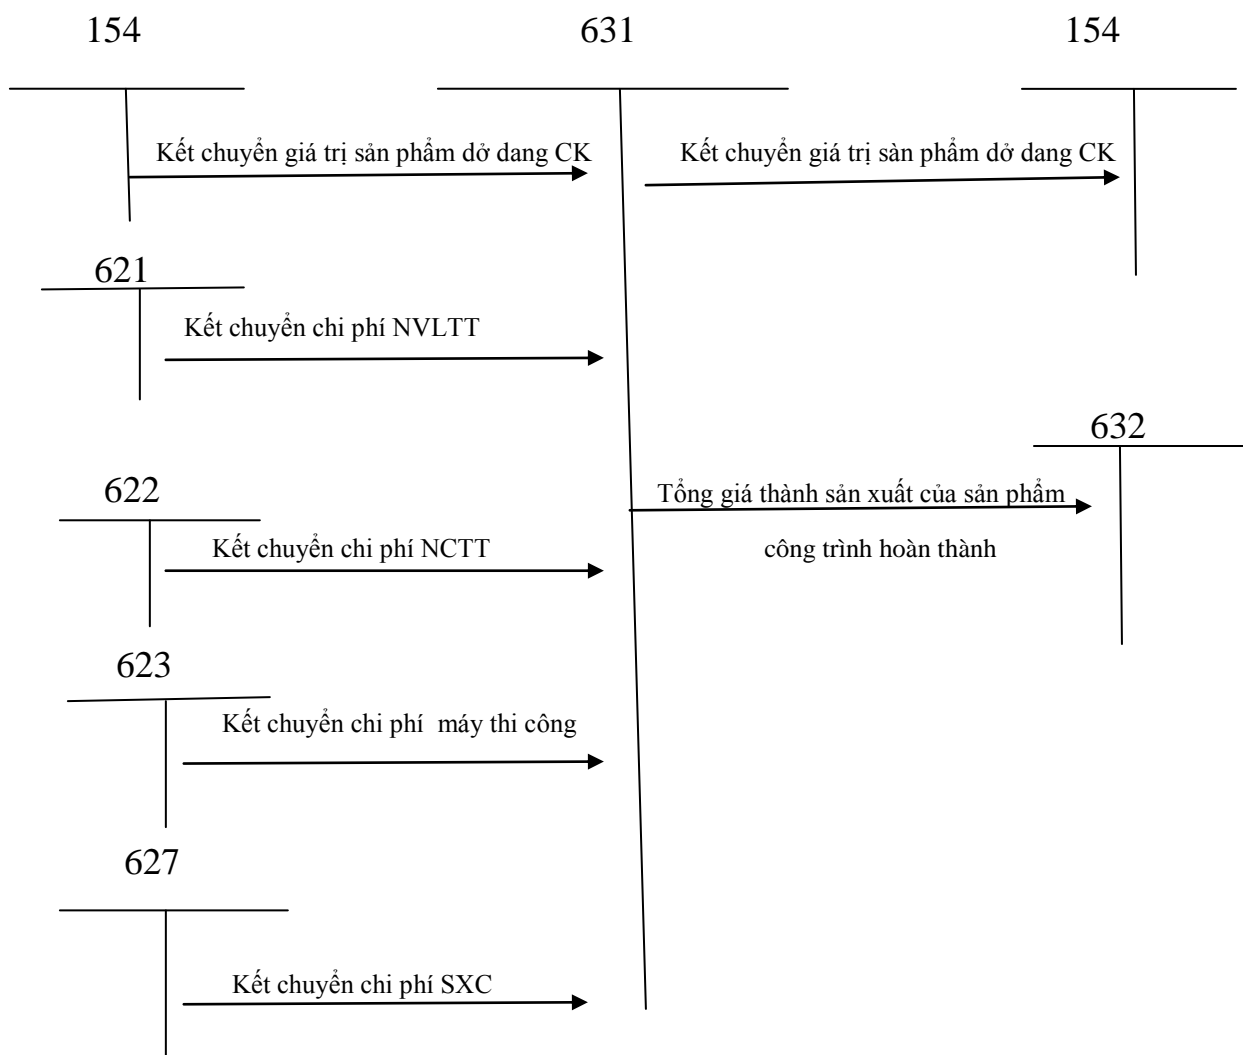 154
631
154
Kết chuyển giá trị sản phẩm dở dang CK
Kết chuyển giá trị sàn phẩm dở dang CK
621
Kết chuyển chi phí NVLTT
632
622
Tổng giá thành sản xuất của sản phẩm
Kết chuyển chi phí NCTT
công trình hoàn thành
623
Kết chuyển chi phí máy thi công
627
Kết chuyển chi phí SXC